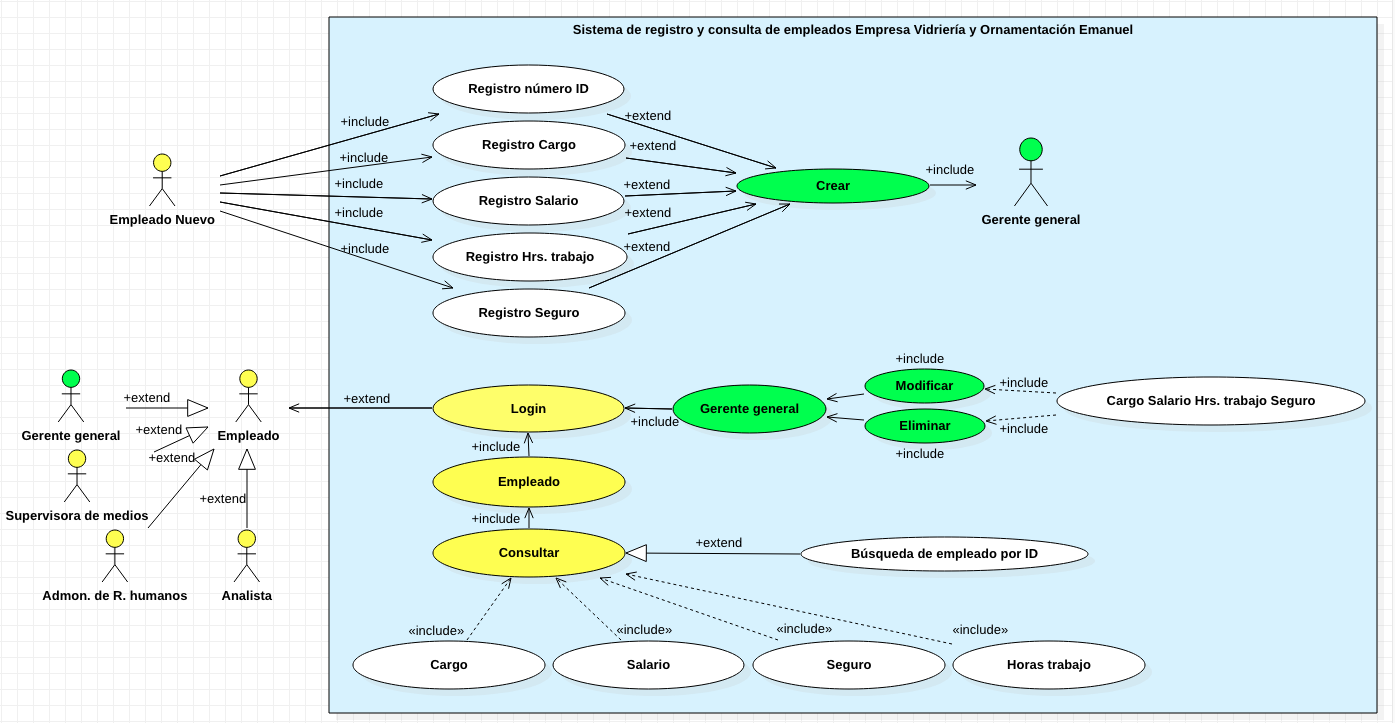 Sistema de registro y consulta de empleados Empresa Vidriería y Ornamentación Emanuel
Registro número ID
+include
+extend
Registro Cargo
+include
+extend
Empleado Nuevo
+include
Registro Salario
+extend
Crear
+include
Gerente general
+include
+extend
Registro Hrs. trabajo
+include
+extend
Registro Seguro
+include
Modificar
+include
Cargo Salario Hrs. trabajo Seguro
Eliminar
+include
+include
Gerente general
+extend
Empleado
+extend
Login
+include
Gerente general
+extend
+extend
Supervisora de medios
+extend
Admon. de R. humanos
Analista
+include
Empleado
+include
Consultar
+extend
Búsqueda de empleado por ID
«include»
«include»
«include»
«include»
Cargo
Salario
Seguro
Horas trabajo